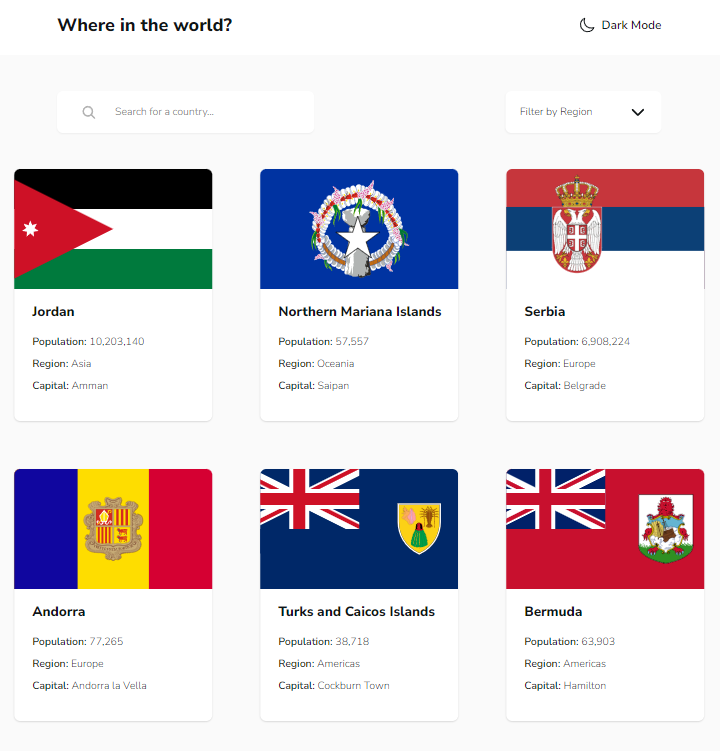 Where in the world?
Dark Mode
Search for a country...
Filter by Region
Jordan
Population: 10,203,140
Region: Asia
Capital: Amman
Northern Mariana Islands
Population: 57,557
Region: Oceania
Capital: Saipan
Serbia
Population: 6,908,224
Region: Europe
Capital: Belgrade
Andorra
Population: 77,265
Region: Europe
Capital: Andorra la Vella
Turks and Caicos Islands
Population: 38,718
Region: Americas
Capital: Cockburn Town
Bermuda
Population: 63,903
Region: Americas
Capital: Hamilton